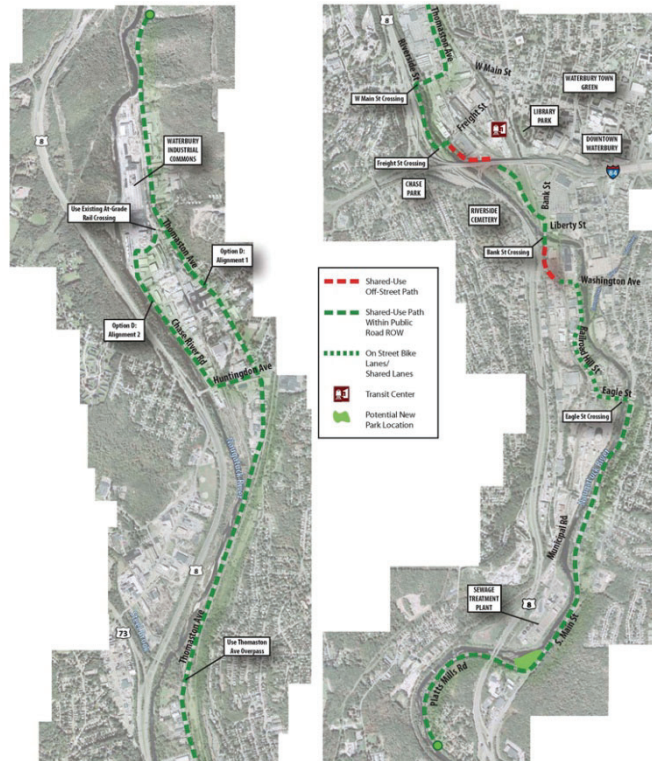 8
WATERBURY
INDUSTRIAL
COMMONS
Use Existing At-Grade
Rail Crossing
Thomaston Ave
Option D:
Alignment 1
Option D:
Alignment 2
Chase River Rd
Huntingdon Ave
8
73
Thomaston Ave
Use Thomaston
Ave Overpass
8
Riverside St
Thomaston Ave
W Main St
WATERBURY TOWN
GREEN
W Main St Crossing
Freight St
LIBRARY
PARK
DOWNTOWN
WATERBURY
Freight St Crossing
84
CHASE
PARK
RIVERSIDE
CEMETERY
Bank St
Liberty St
Bank St Crossing
Washington Ave
Railroad Hill St
Eagle St
Eagle St Crossing
Shared-Use
Off-Street Path
Shared-Use Path
Within Public
Road ROW
On Street Bike
Lanes/
Shared Lanes
Transit Center
Potential New
Park Location
Municipal Rd
SEWAGE
TREATMENT
PLANT
8
S. Main St
Platts Mills Rd